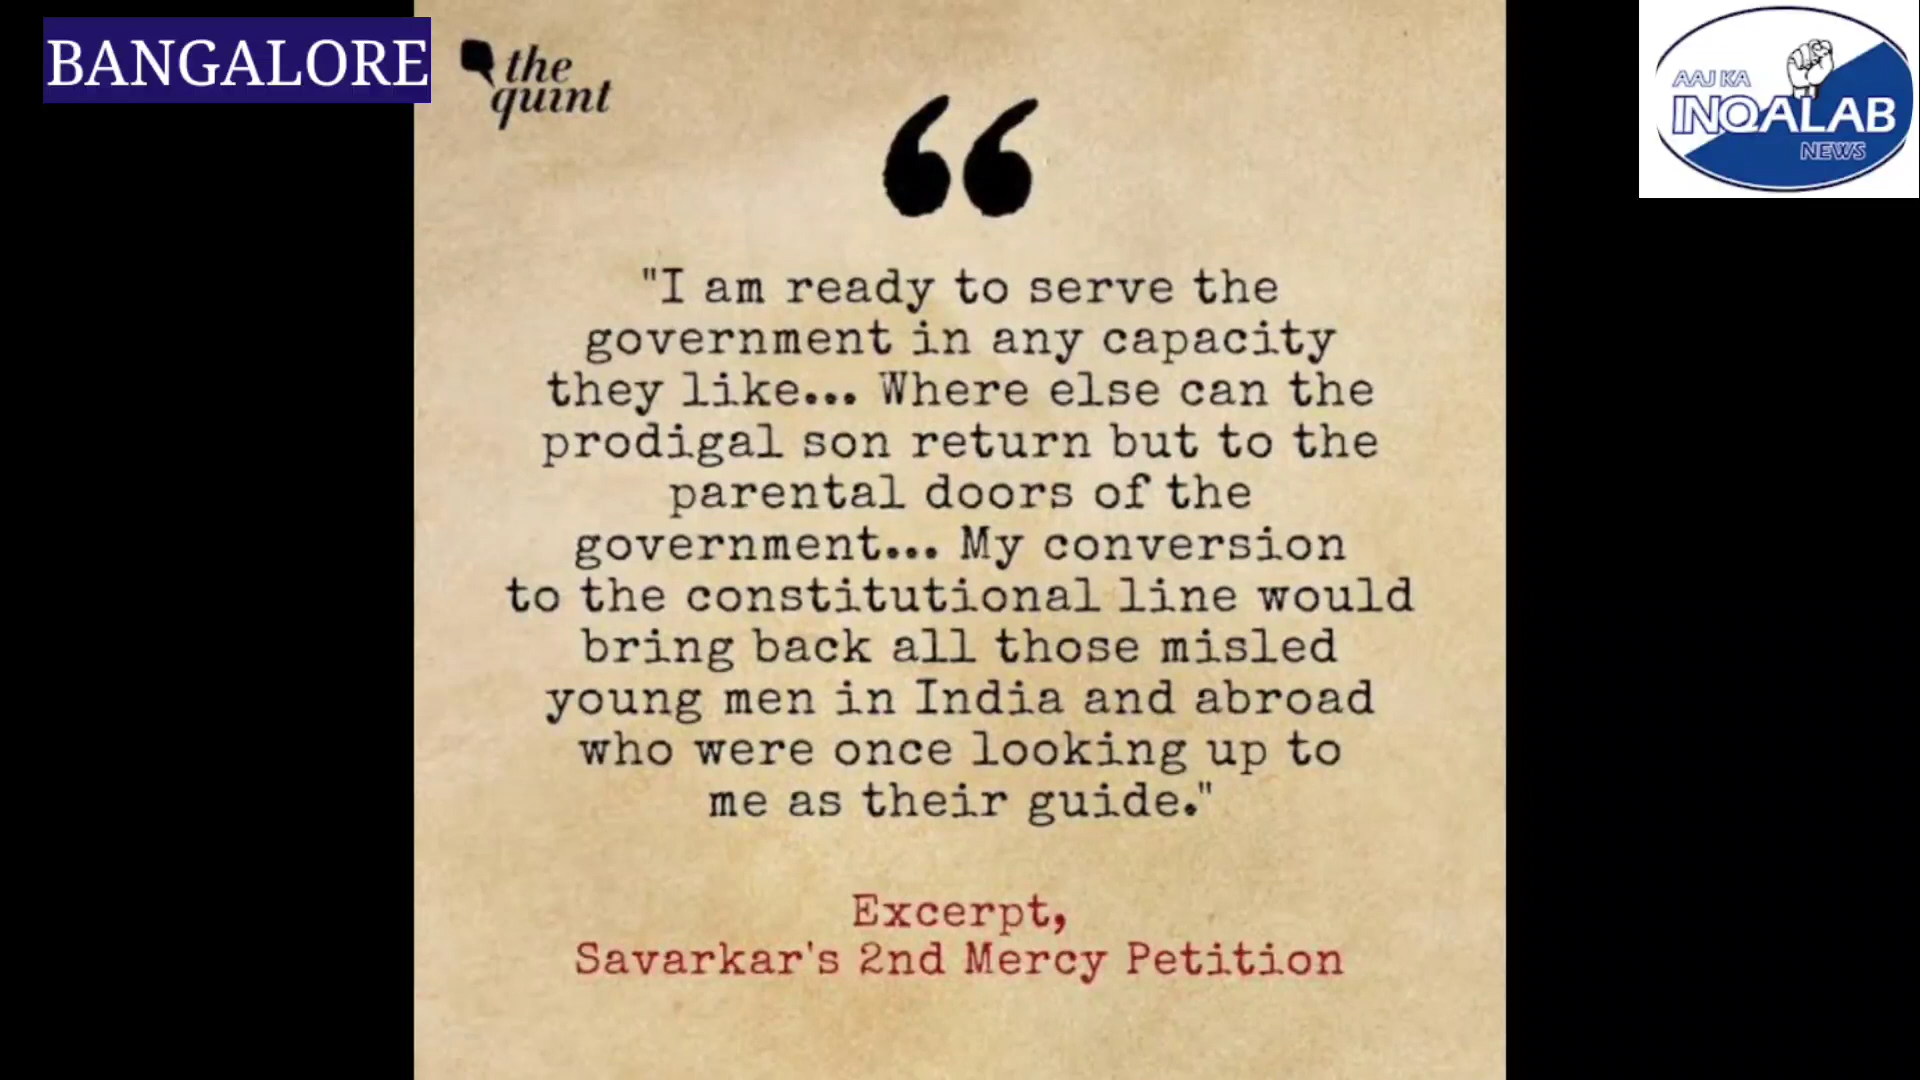 BANGALORE
the
quint
AAJ KA
INQALAB
NEWS
“
"I am ready to serve the
government in any capacity
they like... Where else can the
prodigal son return but to the
parental doors of the
government... My conversion
to the constitutional line would
bring back all those misled
young men in India and abroad
who were once looking up to
me as their guide."
Excerpt,
Savarkar's 2nd Mercy Petition